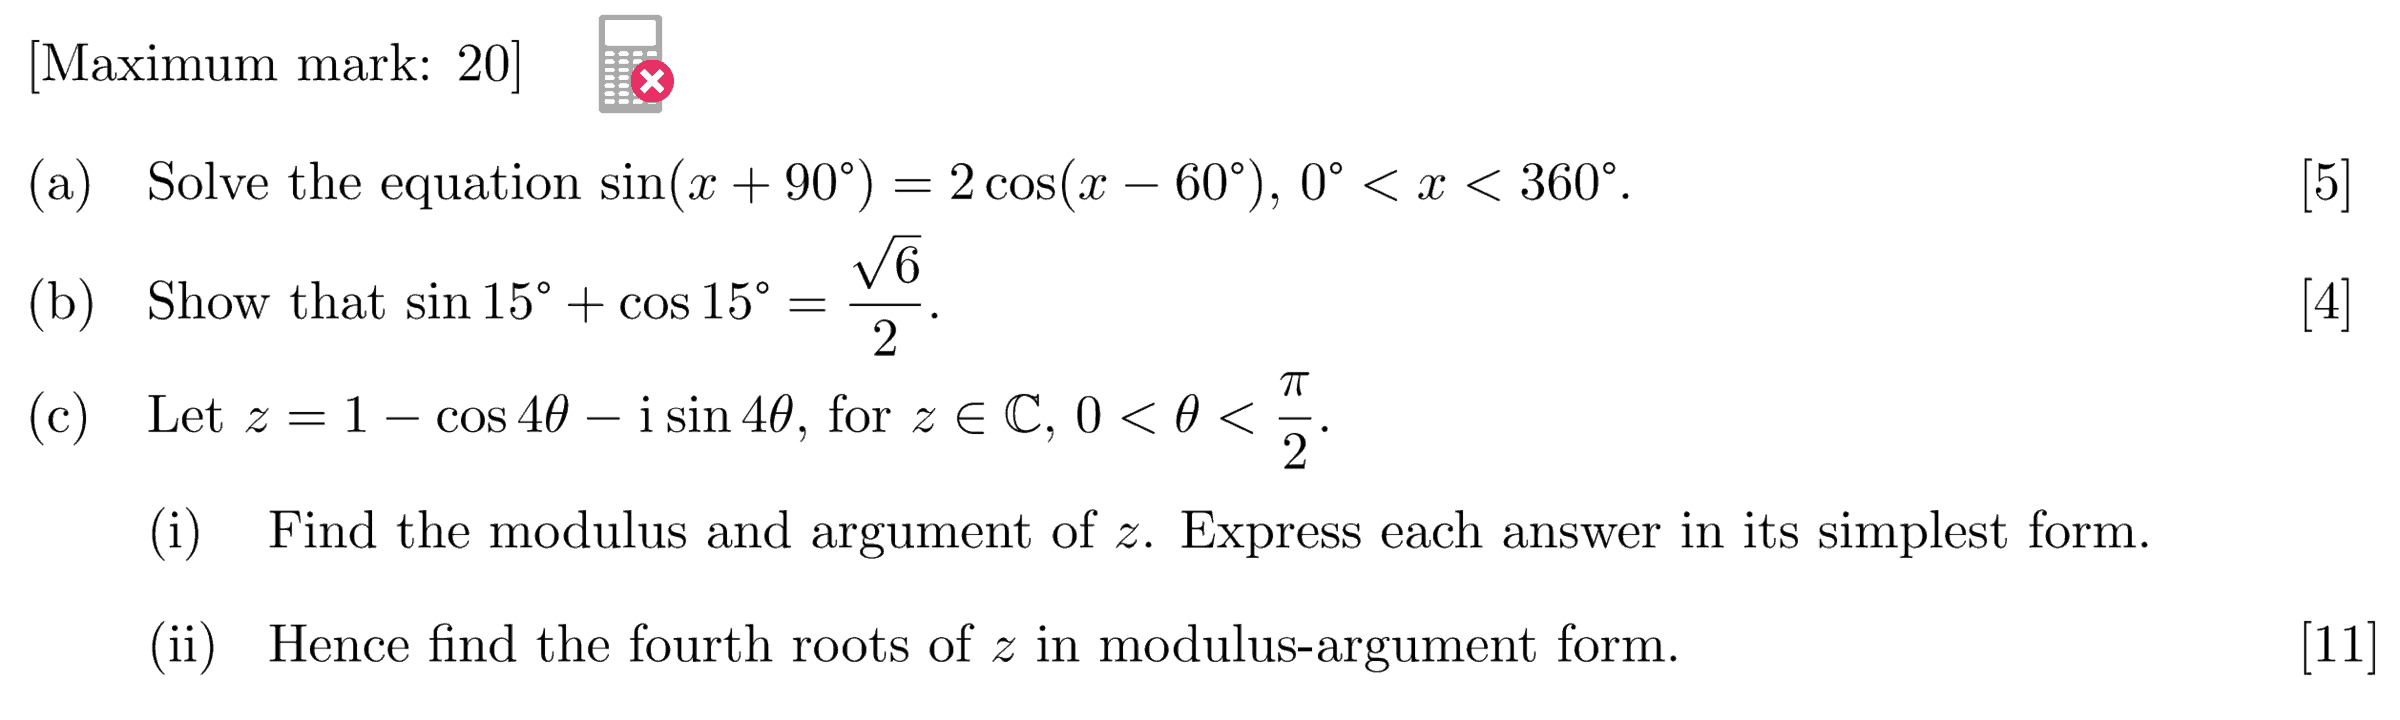 [Maximum mark: 20]
(a) Solve the equation sin(x + 90°) = 2 cos(x − 60°), 0° < x < 360°. [5]
(b) Show that sin 15° + cos 15° = √6/2. [4]
(c) Let z = 1 − cos 4θ − i sin 4θ, for z ∈ ℂ, 0 < θ < π/2.
(i) Find the modulus and argument of z. Express each answer in its simplest form.
(ii) Hence find the fourth roots of z in modulus-argument form. [11]